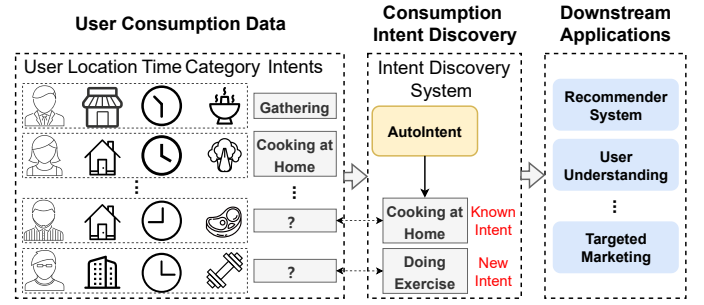 User Consumption Data
Consumption
Intent Discovery
Downstream
Applications
User Location Time Category Intents
Gathering
Cooking at
Home
?
?
Intent Discovery
System
AutoIntent
Cooking at
Home
Known
Intent
Doing
Exercise
New
Intent
Recommender
System
User
Understanding
Targeted
Marketing